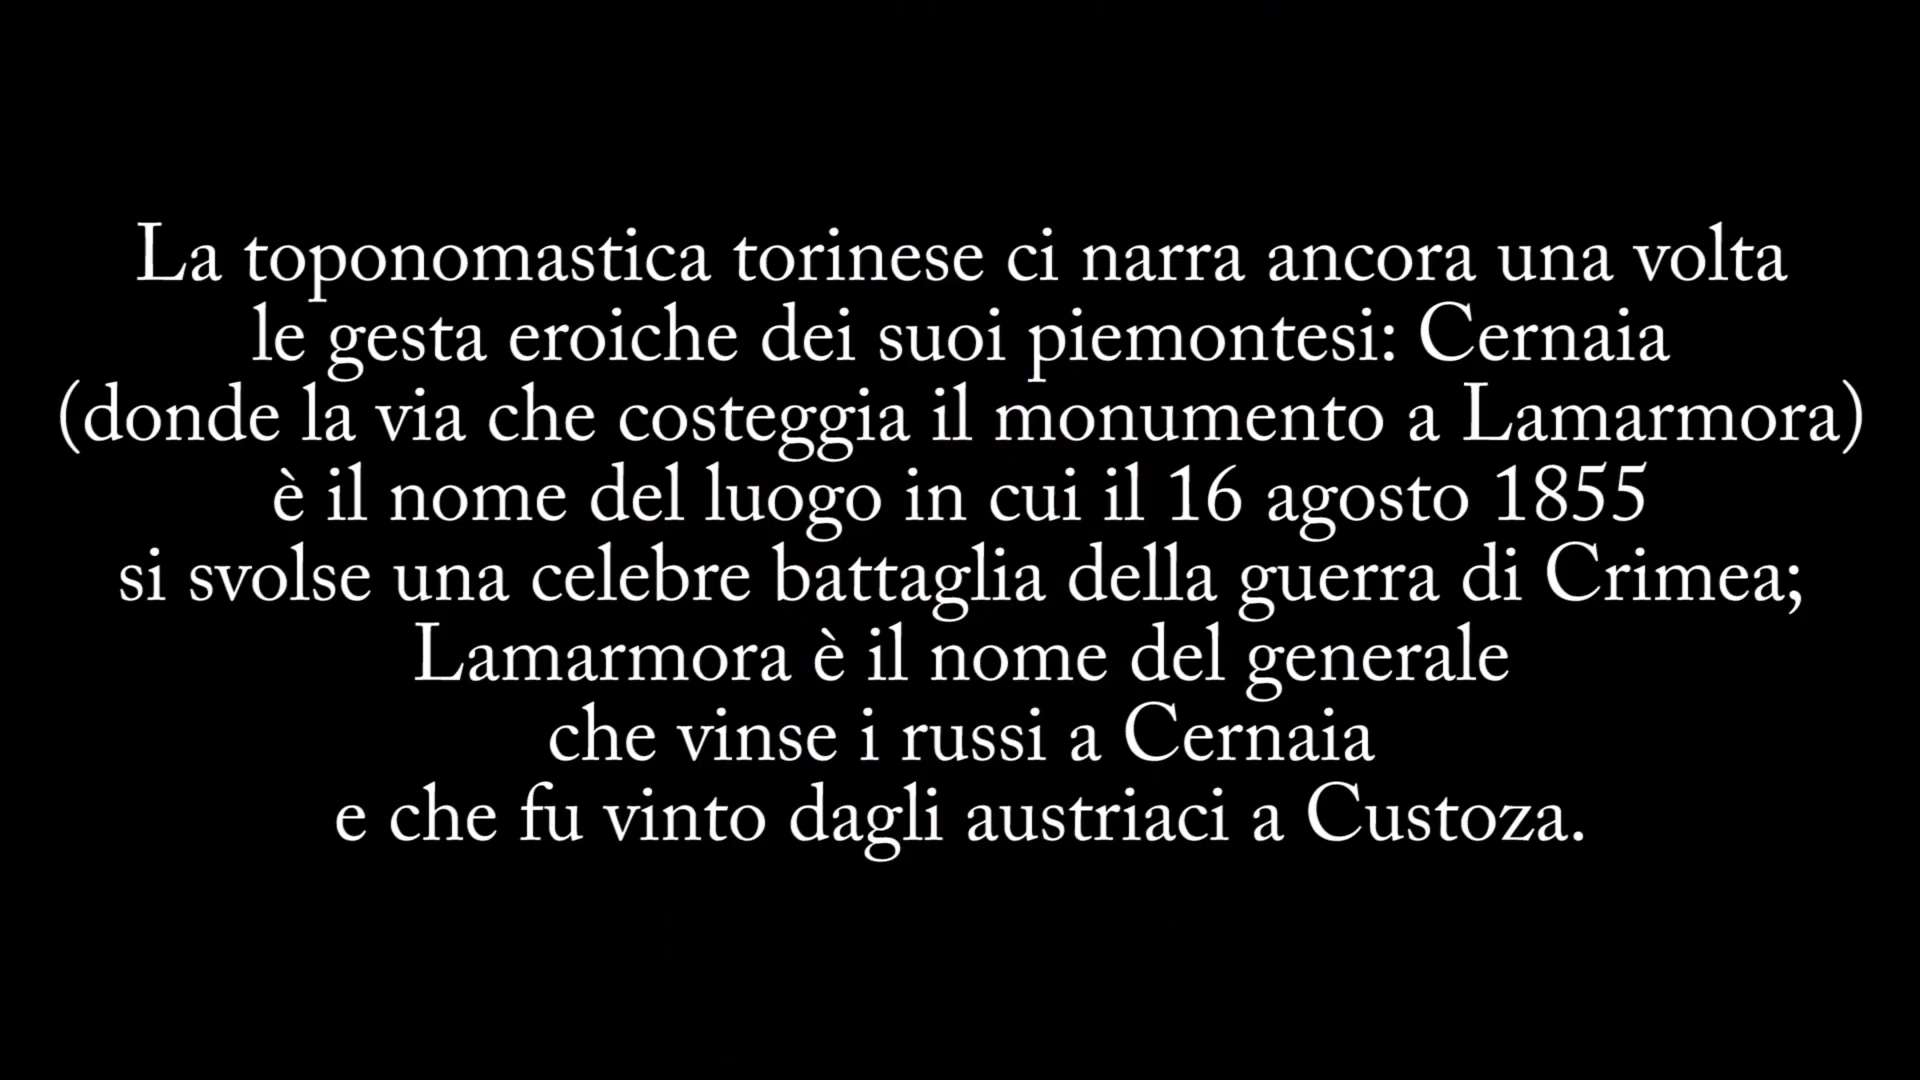 La toponomastica torinese ci narra ancora una volta
le gesta eroiche dei suoi piemontesi: Cernaia
(donde la via che costeggia il monumento a Lamarmora)
è il nome del luogo in cui il 16 agosto 1855
si svolse una celebre battaglia della guerra di Crimea;
Lamarmora è il nome del generale
che vinse i russi a Cernaia
e che fu vinto dagli austriaci a Custoza.